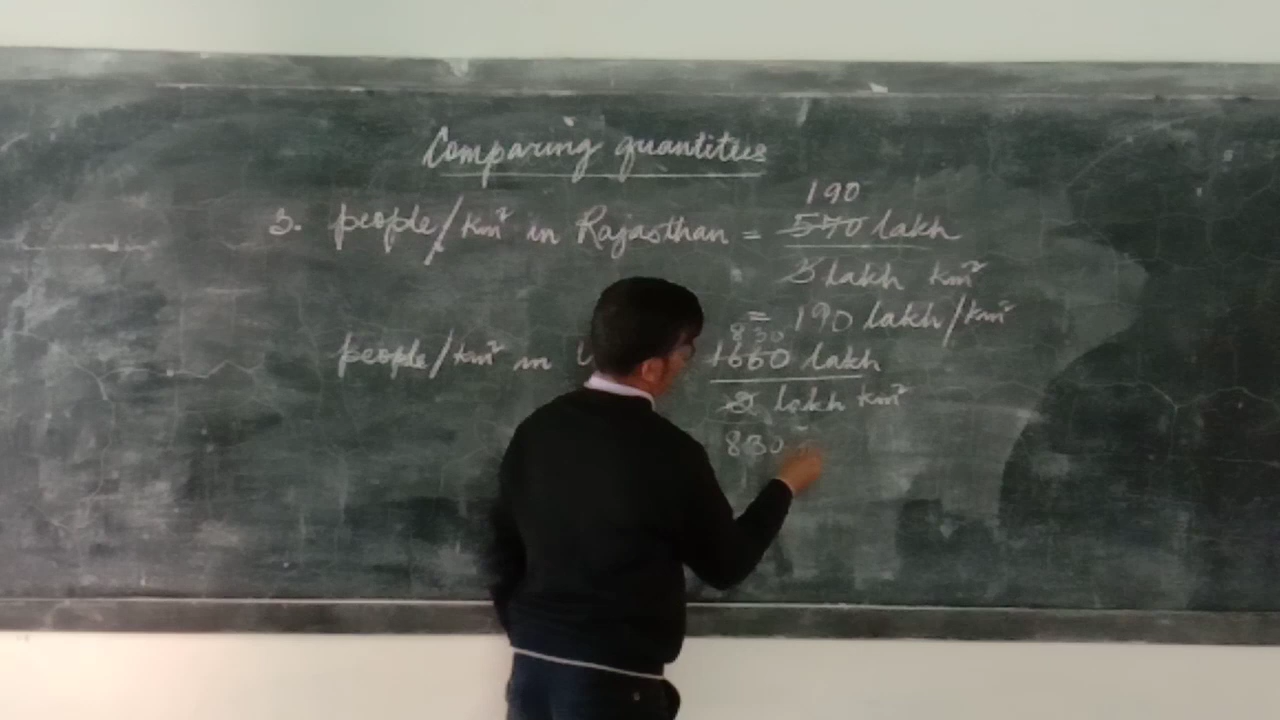 Comparing quantities
190
3. people/km² in Rajasthan = 570 lakh
3 lakh km²
= 190 lakh/km²
830
people/km² in 1660 lakh
2 lakh km²
830